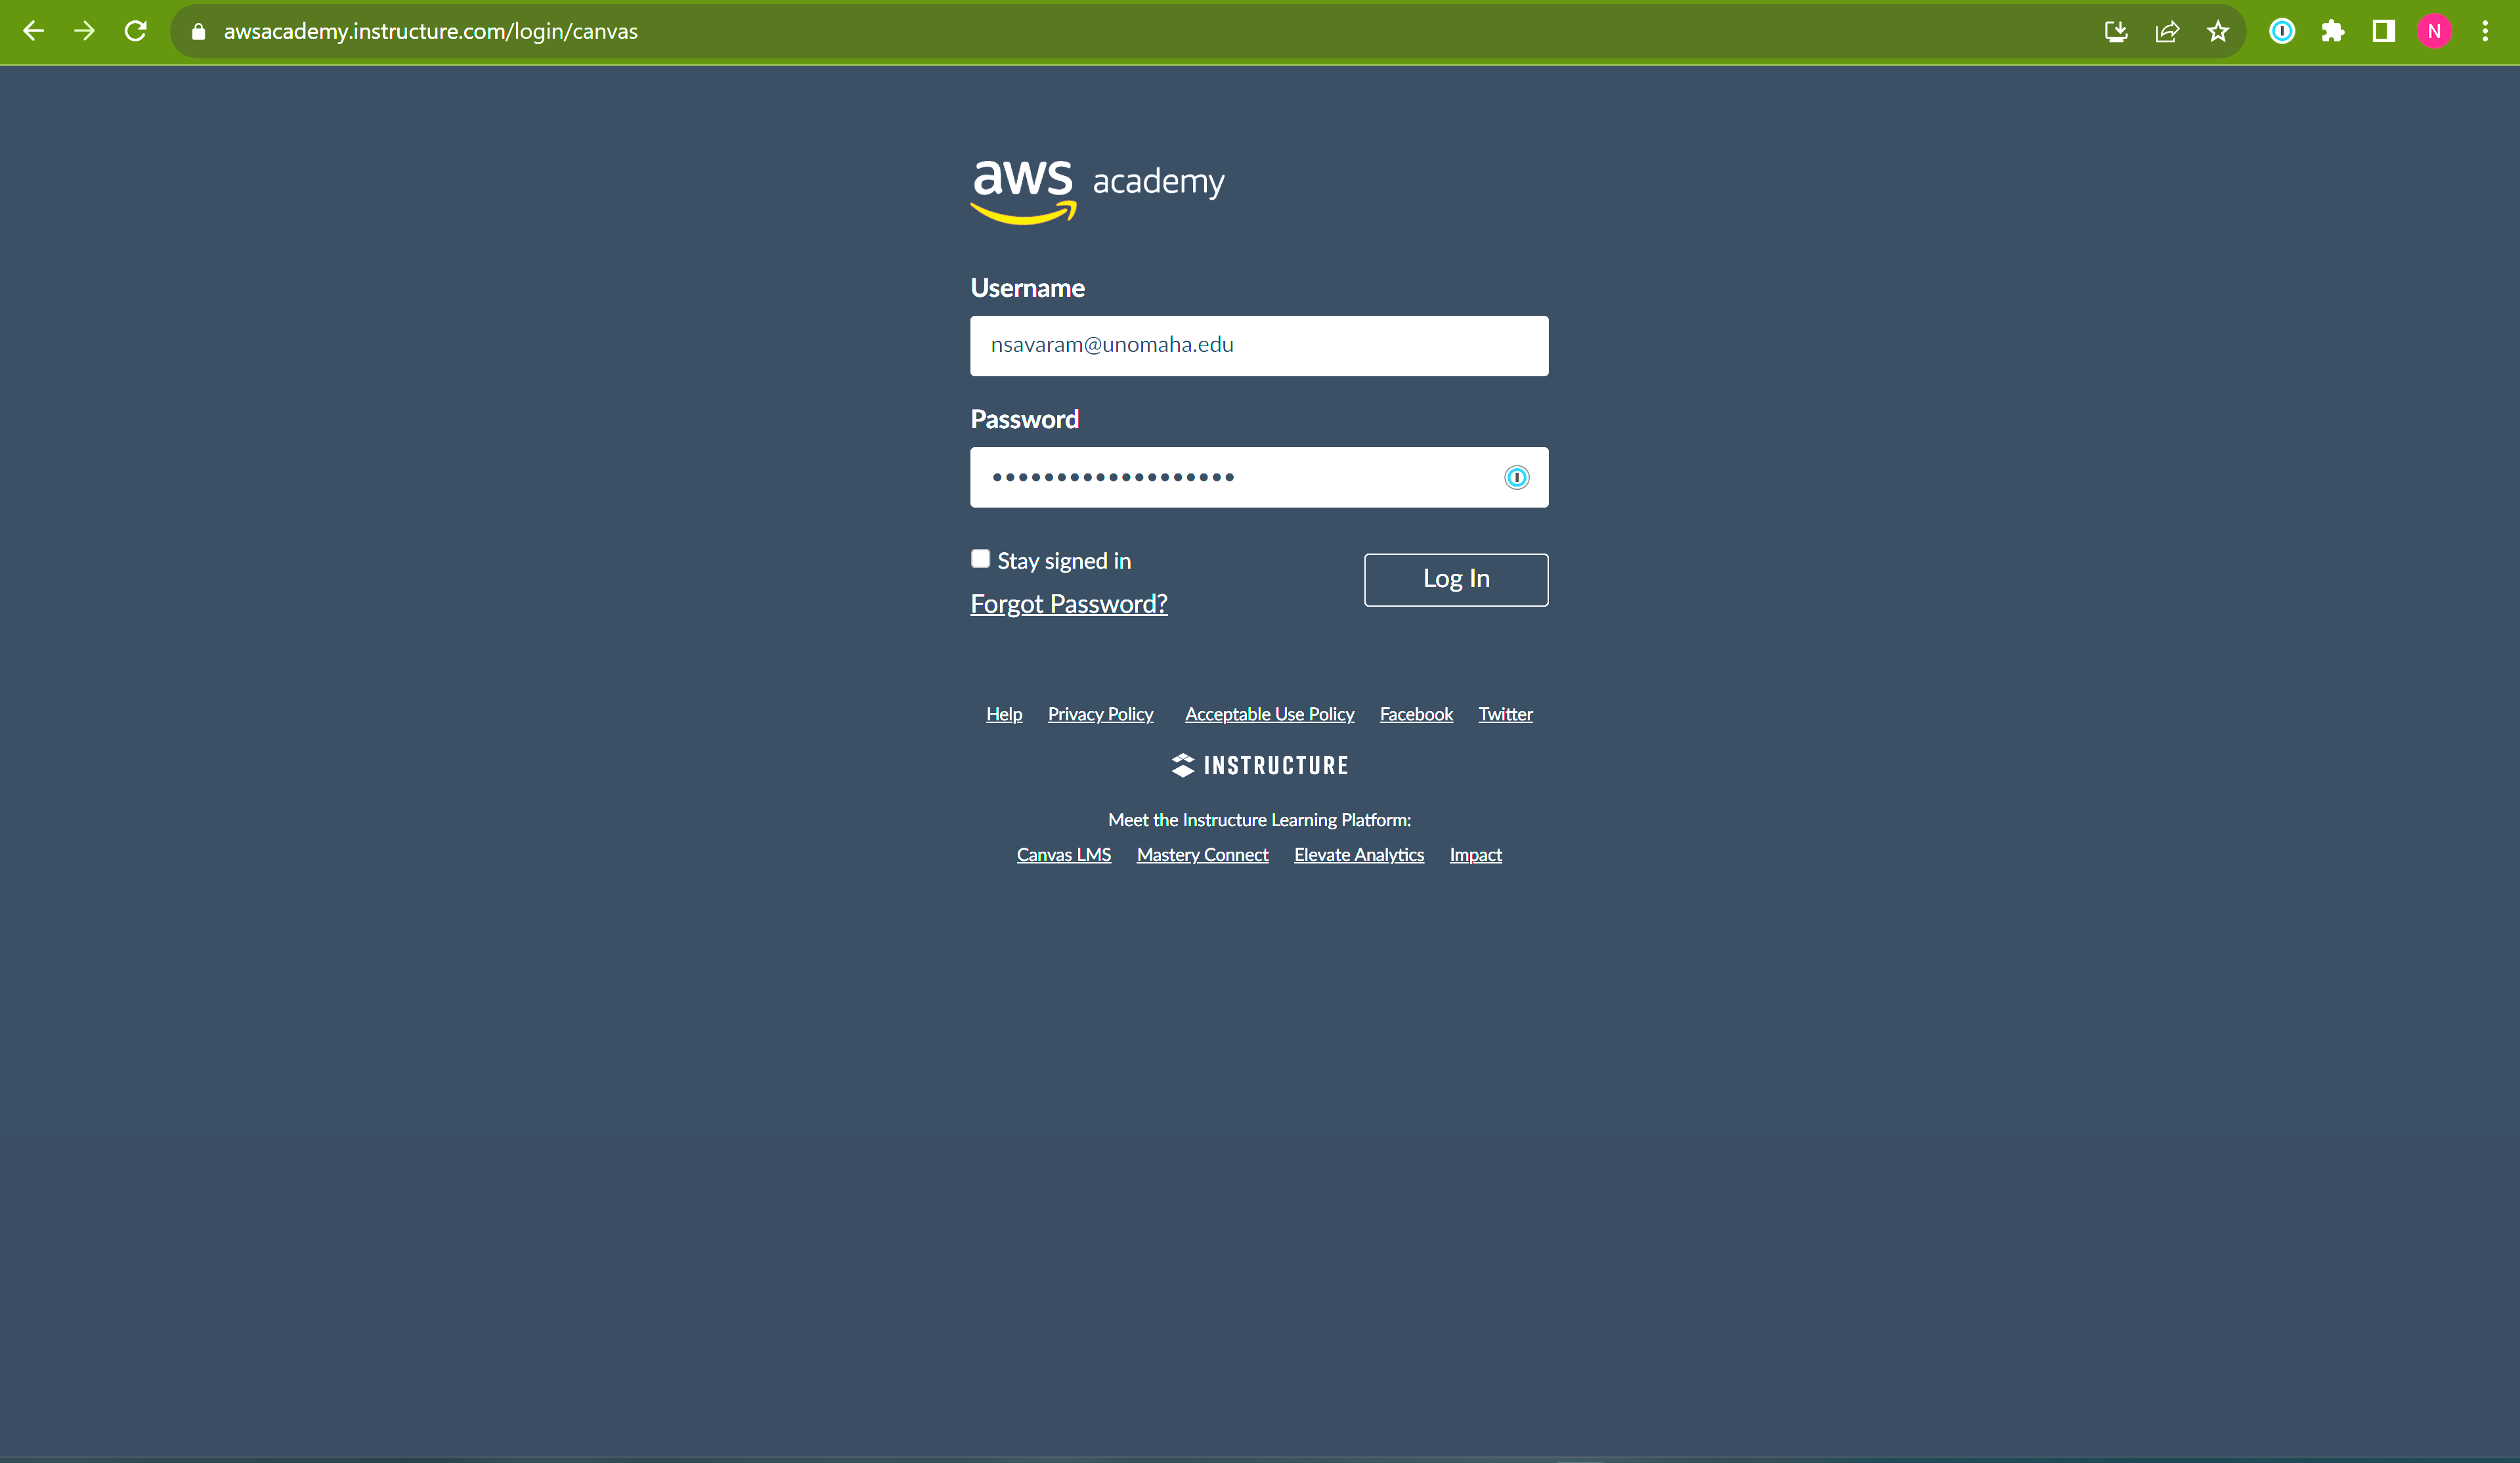 awsacademy.instructure.com/login/canvas
N
aws academy
Username
nsavaram@unomaha.edu
Password
Stay signed in
Forgot Password?
Log In
Help Privacy Policy Acceptable Use Policy Facebook Twitter
INSTRUCTURE
Meet the Instructure Learning Platform:
Canvas LMS Mastery Connect Elevate Analytics Impact